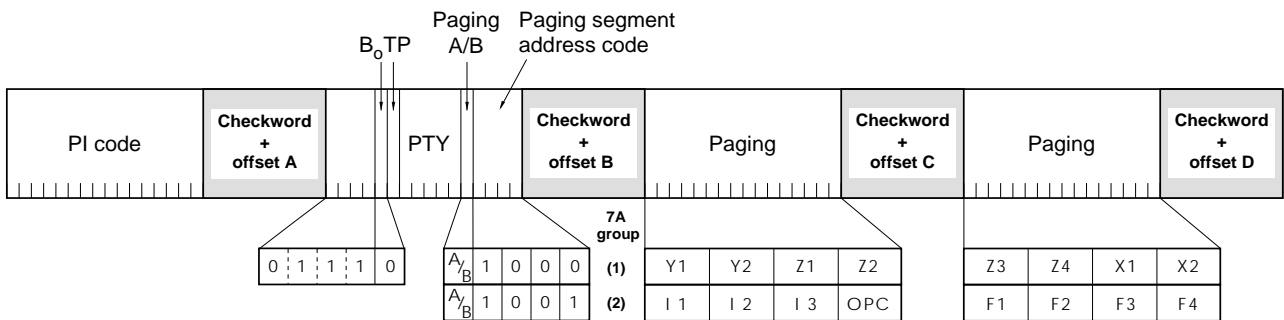 Paging
A/B
Paging segment
address code
BoTP
PI code
Checkword
+
offset A
PTY
Checkword
+
offset B
Paging
Checkword
+
offset C
Paging
Checkword
+
offset D
7A
group
0 1 1 1 0
A/B 1 0 0 0 (1) Y1 Y2 Z1 Z2 Z3 Z4 X1 X2
A/B 1 0 0 1 (2) I1 I2 I3 OPC F1 F2 F3 F4